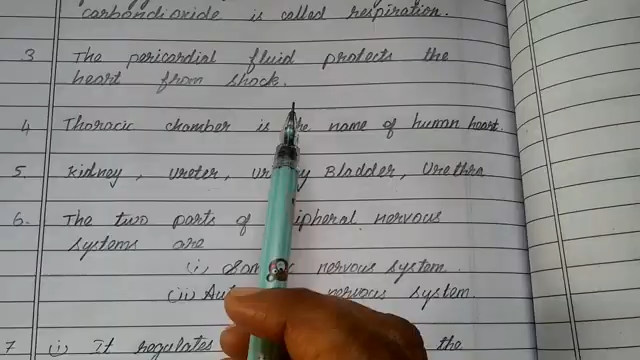 carbondioxide is called respiration.
3 The pericardial fluid protects the
heart from shock.
4 Thoracic chamber is the name of human heart.
5. Kidney, Ureter, Urinary Bladder, Urethra
6. The two parts of peripheral nervous
systems are
(i) Somatic nervous system.
(ii) Autonomic nervous system.
7 (i) It regulates the